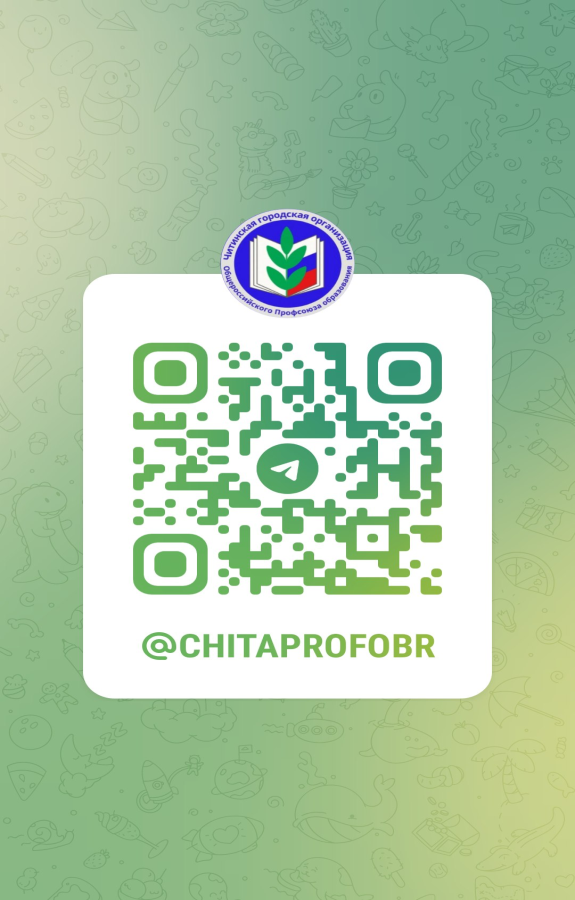 Читинская городская организация
Общероссийского Профсоюза образования
@CHITAPROFOBR